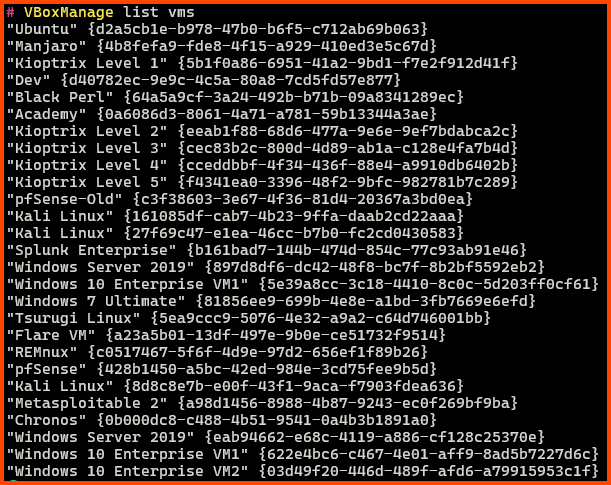 # VBoxManage list vms
"Ubuntu" {d2a5cb1e-b978-47b0-b6f5-c712ab69b063}
"Manjaro" {4b8fefa9-fde8-4f15-a929-410ed3e5c67d}
"Kioptrix Level 1" {5b1f0a86-6951-41a2-9bd1-f7e2f912d41f}
"Dev" {d40782ec-9e9c-4c5a-80a8-7cd5fd57e877}
"Black Perl" {64a5a9cf-3a24-492b-b71b-09a8341289ec}
"Academy" {0a6086d3-8061-4a71-a781-59b13344a3ae}
"Kioptrix Level 2" {eeab1f88-68d6-477a-9e6e-9ef7bdabca2c}
"Kioptrix Level 3" {cec83b2c-800d-4d89-ab1a-c128e4fa7b4d}
"Kioptrix Level 4" {cceddbbf-4f34-436f-88e4-a9910db6402b}
"Kioptrix Level 5" {f4341ea0-3396-48f2-9bfc-982781b7c289}
"pfSense-Old" {c3f38603-3e67-4f36-81d4-20367a3bd0ea}
"Kali Linux" {161085df-cab7-4b23-9ffa-daab2cd22aaa}
"Kali Linux" {27f69c47-e1ea-46cc-b7b0-fc2cd0430583}
"Splunk Enterprise" {b161bad7-144b-474d-854c-77c93ab91e46}
"Windows Server 2019" {897d8df6-dc42-48f8-bc7f-8b2bf5592eb2}
"Windows 10 Enterprise VM1" {5e39a8cc-3c18-4410-8c0c-5d203ff0cf61}
"Windows 7 Ultimate" {81856ee9-699b-4e8e-a1bd-3fb7669e6efd}
"Tsurugi Linux" {5ea9ccc9-5076-4e32-a9a2-c64d746001bb}
"Flare VM" {a23a5b01-13df-497e-9b0e-ce51732f9514}
"REMnux" {c0517467-5f6f-4d9e-97d2-656ef1f89b26}
"pfSense" {428b1450-a5bc-42ed-984e-3cd75fee9b5d}
"Kali Linux" {8d8c8e7b-e00f-43f1-9aca-f7903fdea636}
"Metasploitable 2" {a98d1456-8988-4b87-9243-ec0f269bf9ba}
"Chronos" {0b000dc8-c488-4b51-9541-0a4b3b1891a0}
"Windows Server 2019" {eab94662-e68c-4119-a886-cf128c25370e}
"Windows 10 Enterprise VM1" {622e4bc6-c467-4e01-aff9-8ad5b7227d6c}
"Windows 10 Enterprise VM2" {03d49f20-446d-489f-afd6-a79915953c1f}